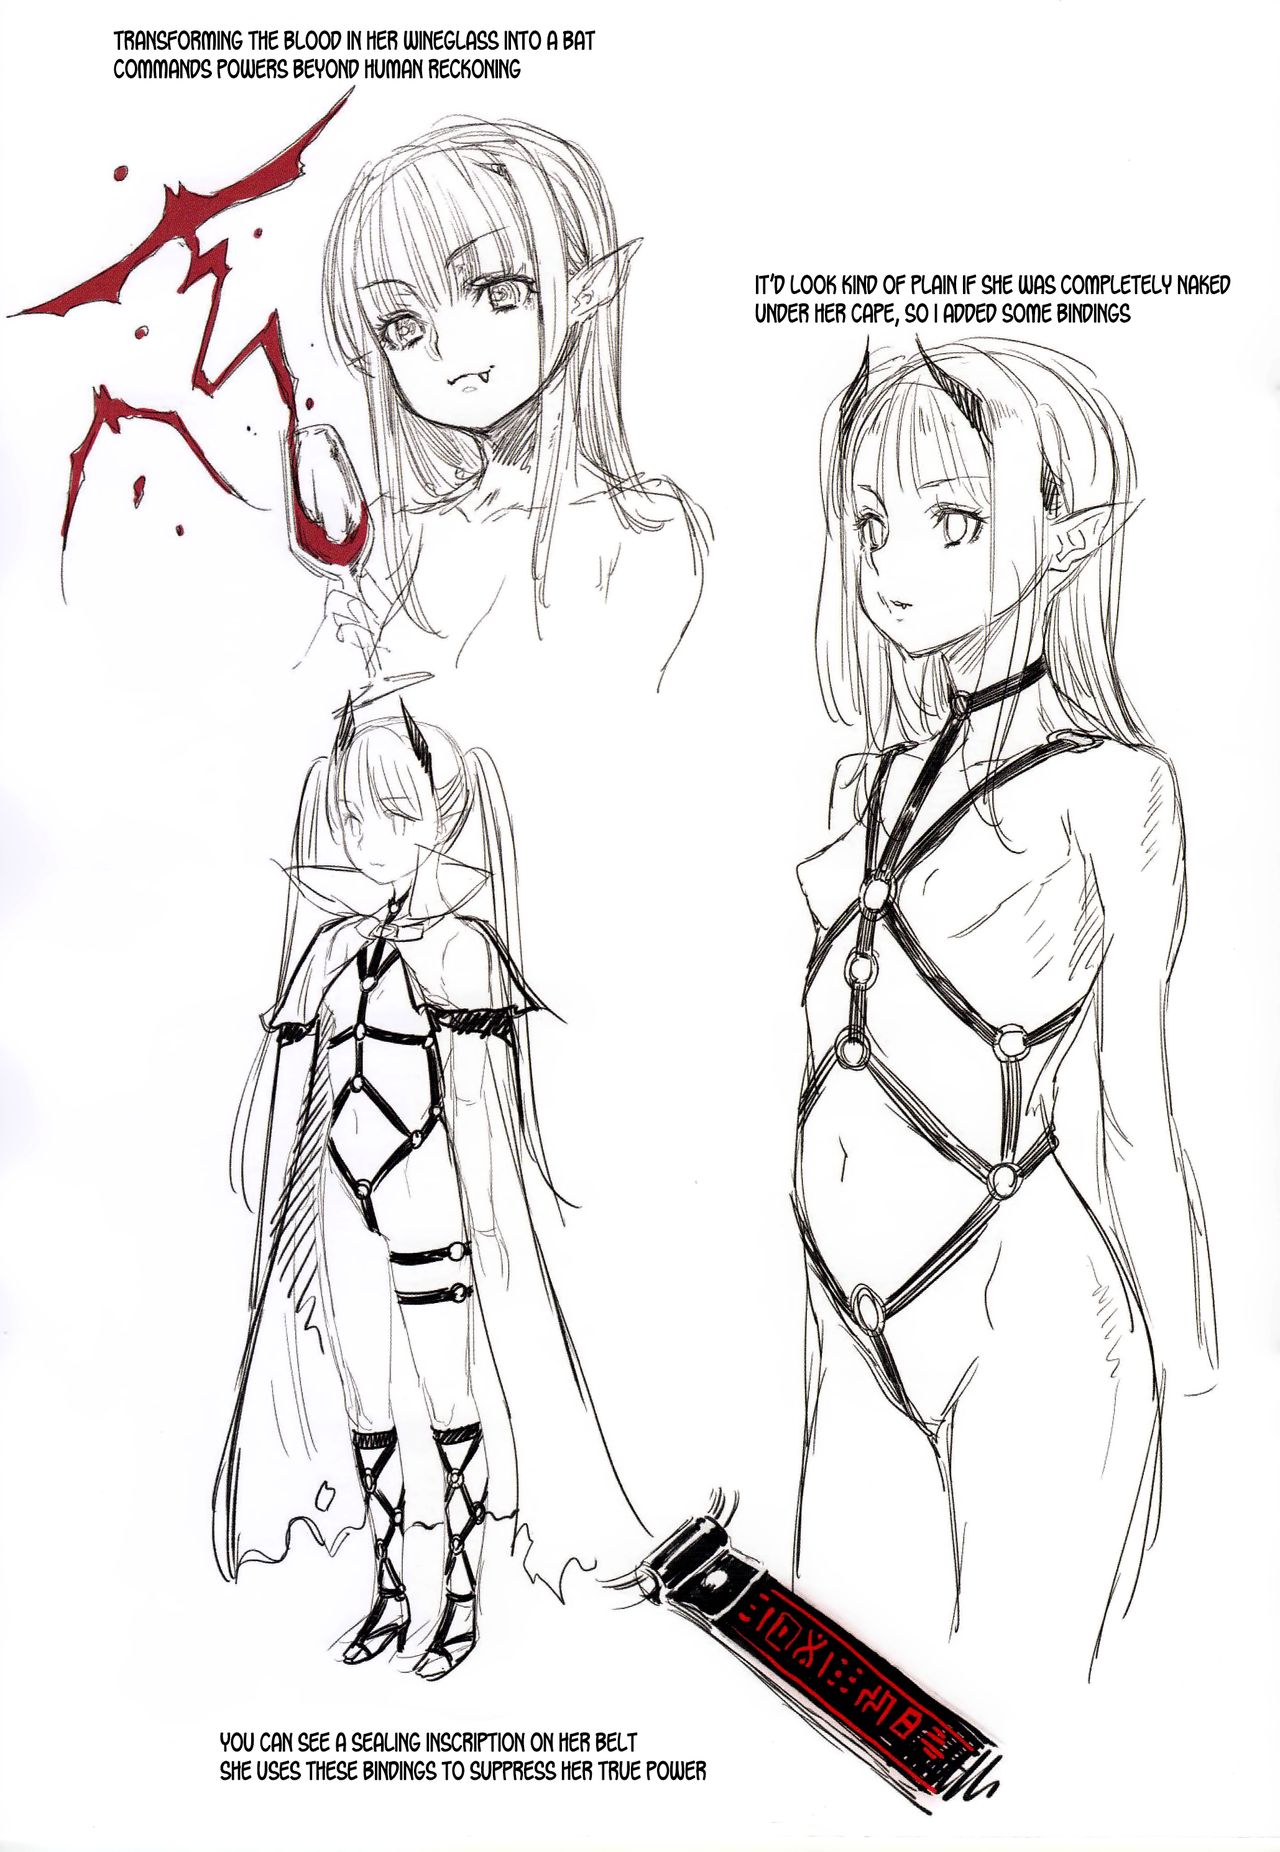 TRANSFORMING THE BLOOD IN HER WINEGLASS INTO A BAT
COMMANDS POWERS BEYOND HUMAN RECKONING
IT'D LOOK KIND OF PLAIN IF SHE WAS COMPLETELY NAKED
UNDER HER CAPE, SO I ADDED SOME BINDINGS
YOU CAN SEE A SEALING INSCRIPTION ON HER BELT
SHE USES THESE BINDINGS TO SUPPRESS HER TRUE POWER